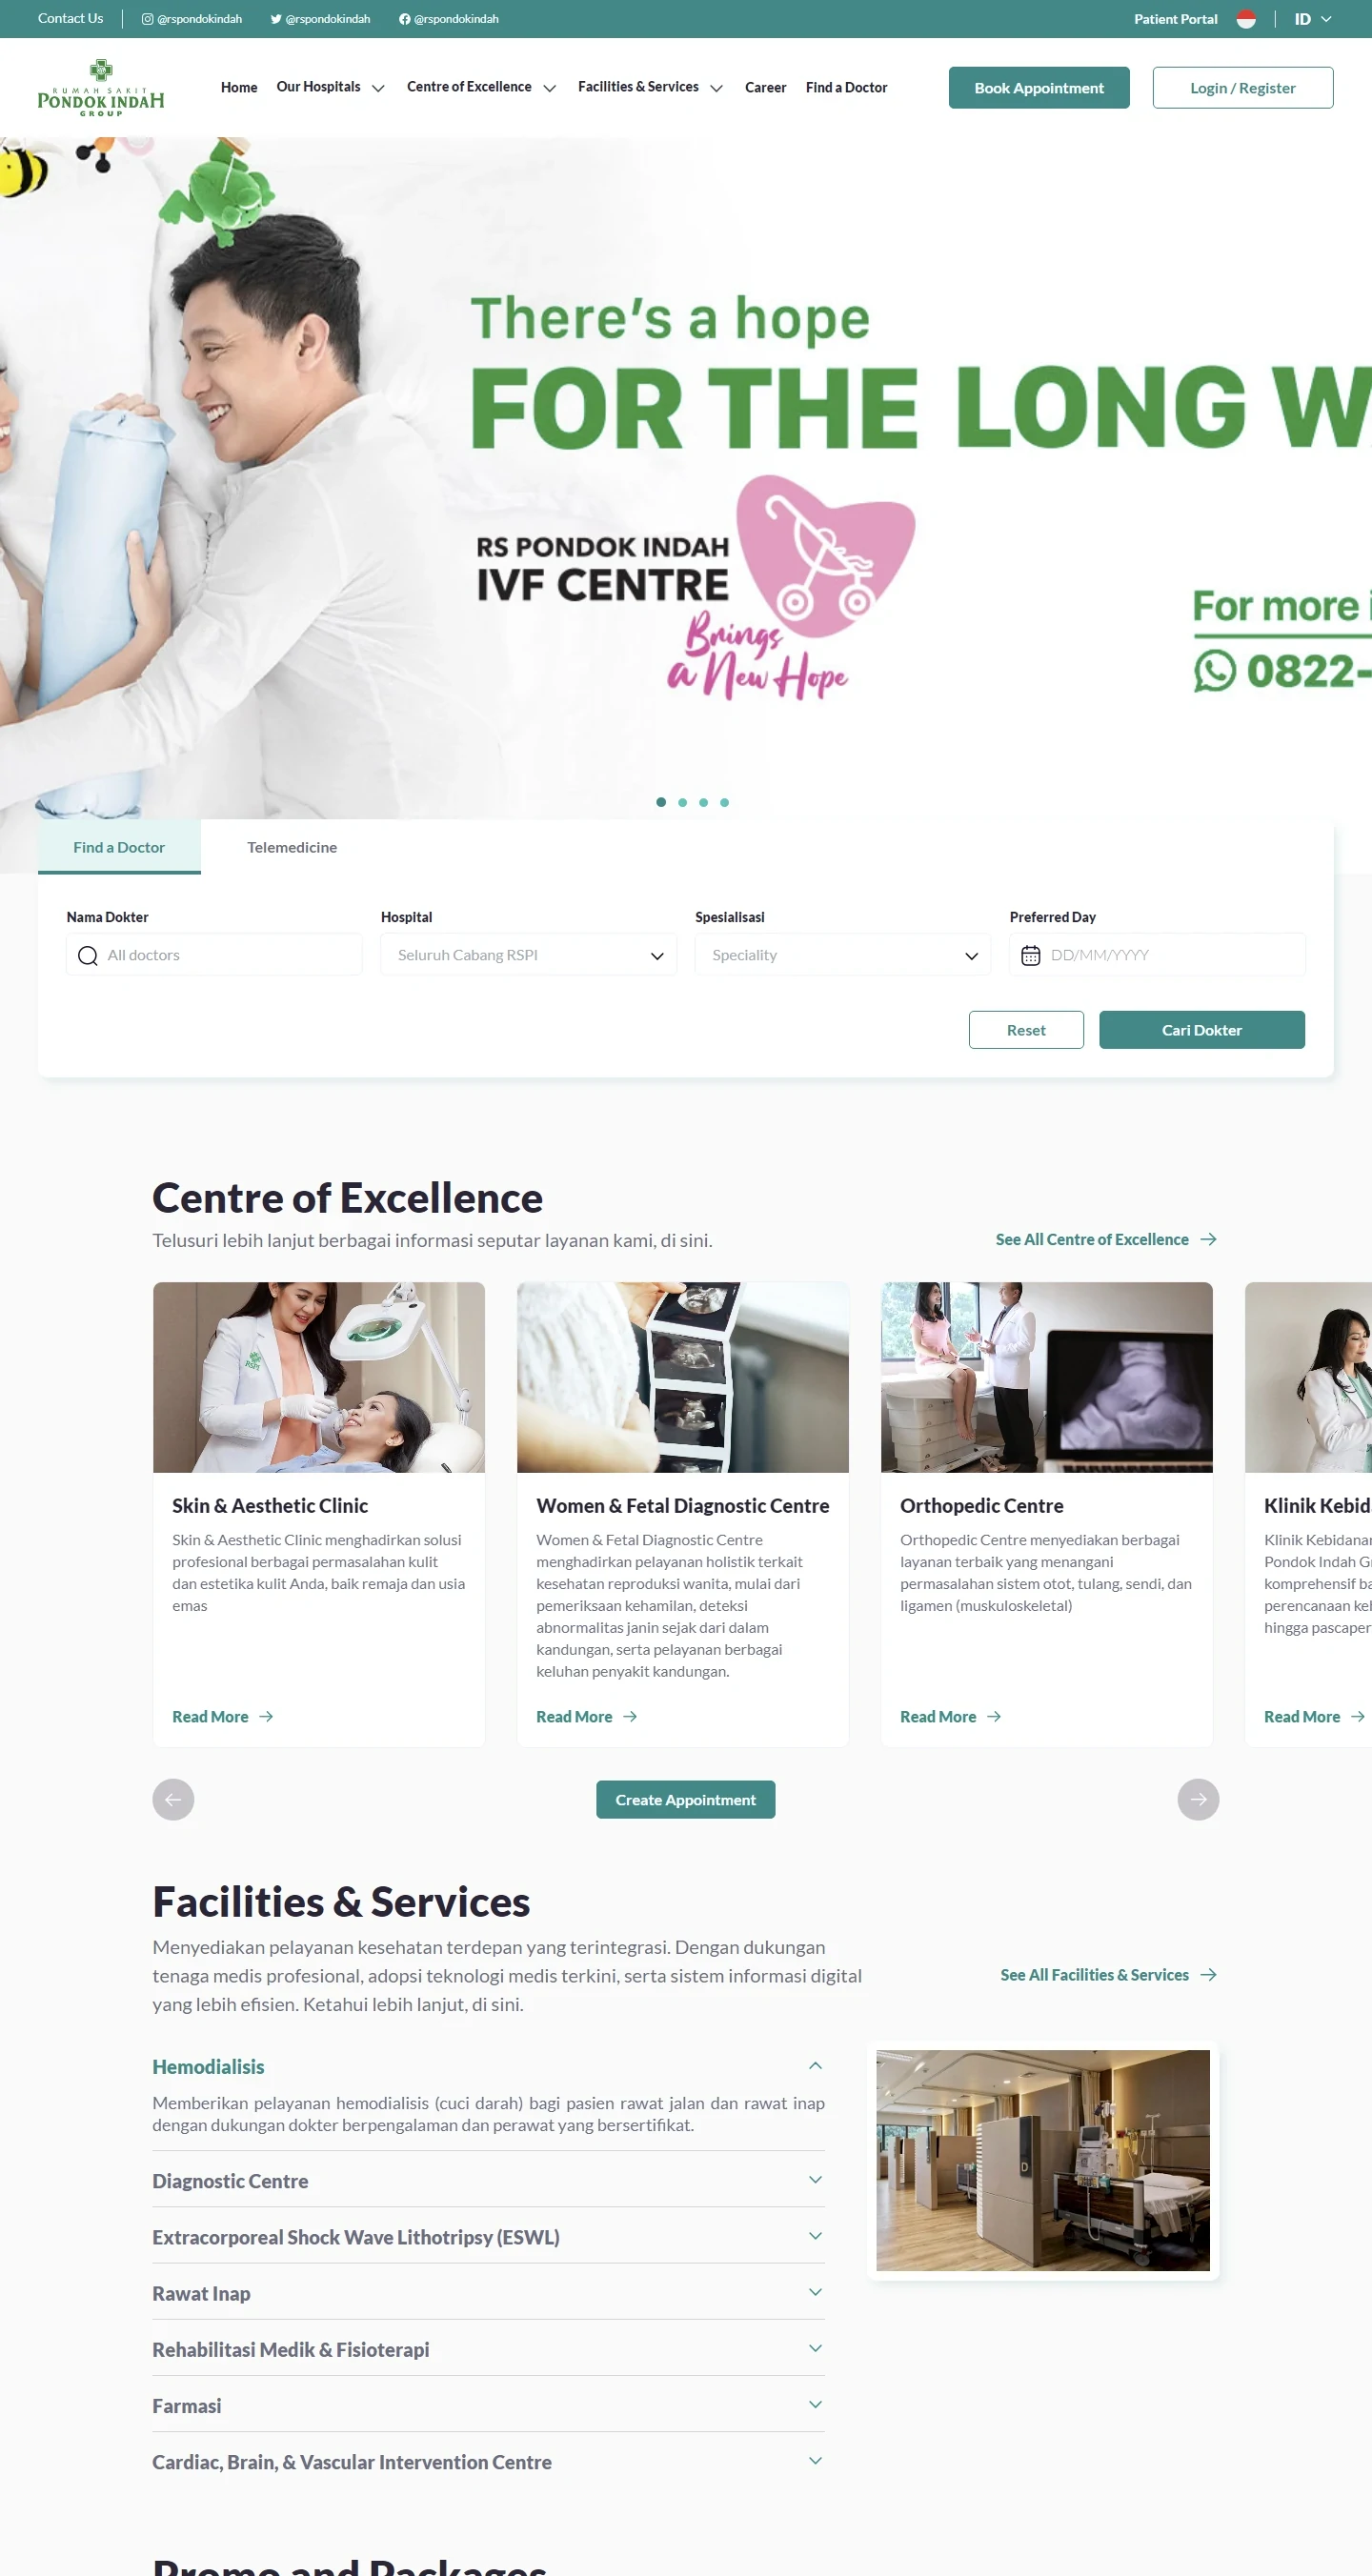 Contact Us
@rspondokindah
@rspondokindah
@rspondokindah
Patient Portal
ID
RUMAH SAKIT
PONDOK INDAH
GROUP
Home
Our Hospitals
Centre of Excellence
Facilities & Services
Career
Find a Doctor
Book Appointment
Login / Register
There's a hope
FOR THE LONG W
RS PONDOK INDAH
IVF CENTRE
Brings
a New Hope
For more i
0822-
Find a Doctor
Telemedicine
Nama Dokter
Hospital
Spesialisasi
Preferred Day
All doctors
Seluruh Cabang RSPI
Speciality
DD/MM/YYYY
Reset
Cari Dokter
Centre of Excellence
Telusuri lebih lanjut berbagai informasi seputar layanan kami, di sini.
See All Centre of Excellence
RSPI
Skin & Aesthetic Clinic
Skin & Aesthetic Clinic menghadirkan solusi
profesional berbagai permasalahan kulit
dan estetika kulit Anda, baik remaja dan usia
emas
Read More
Women & Fetal Diagnostic Centre
Women & Fetal Diagnostic Centre
menghadirkan pelayanan holistik terkait
kesehatan reproduksi wanita, mulai dari
pemeriksaan kehamilan, deteksi
abnormalitas janin sejak dari dalam
kandungan, serta pelayanan berbagai
keluhan penyakit kandungan.
Read More
Orthopedic Centre
Orthopedic Centre menyediakan berbagai
layanan terbaik yang menangani
permasalahan sistem otot, tulang, sendi, dan
ligamen (muskuloskeletal)
Read More
Klinik Kebid
Klinik Kebidanan
Pondok Indah G
komprehensif ba
perencanaan keh
hingga pascaper
Read More
Create Appointment
Facilities & Services
Menyediakan pelayanan kesehatan terdepan yang terintegrasi. Dengan dukungan
tenaga medis profesional, adopsi teknologi medis terkini, serta sistem informasi digital
yang lebih efisien. Ketahui lebih lanjut, di sini.
See All Facilities & Services
Hemodialisis
Memberikan pelayanan hemodialisis (cuci darah) bagi pasien rawat jalan dan rawat inap
dengan dukungan dokter berpengalaman dan perawat yang bersertifikat.
D
Diagnostic Centre
Extracorporeal Shock Wave Lithotripsy (ESWL)
Rawat Inap
Rehabilitasi Medik & Fisioterapi
Farmasi
Cardiac, Brain, & Vascular Intervention Centre
Promo and Packages